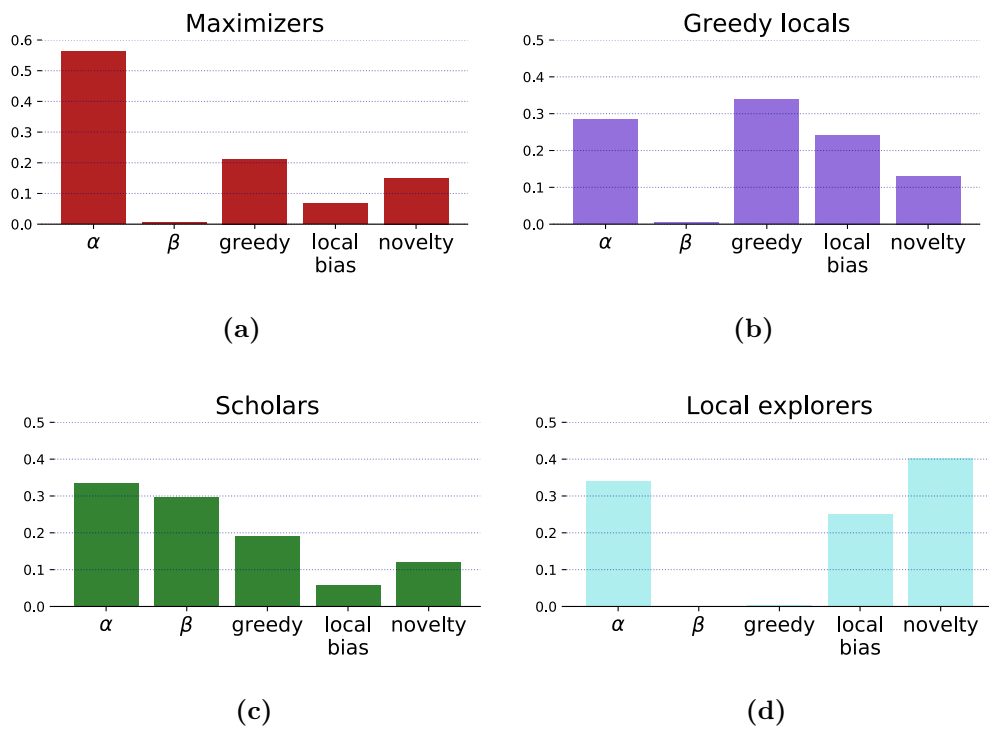 Maximizers
0.6
0.5
0.4
0.3
0.2
0.1
0.0
α β greedy local bias novelty
(a)
Greedy locals
0.5
0.4
0.3
0.2
0.1
0.0
α β greedy local bias novelty
(b)
Scholars
0.5
0.4
0.3
0.2
0.1
0.0
α β greedy local bias novelty
(c)
Local explorers
0.5
0.4
0.3
0.2
0.1
0.0
α β greedy local bias novelty
(d)